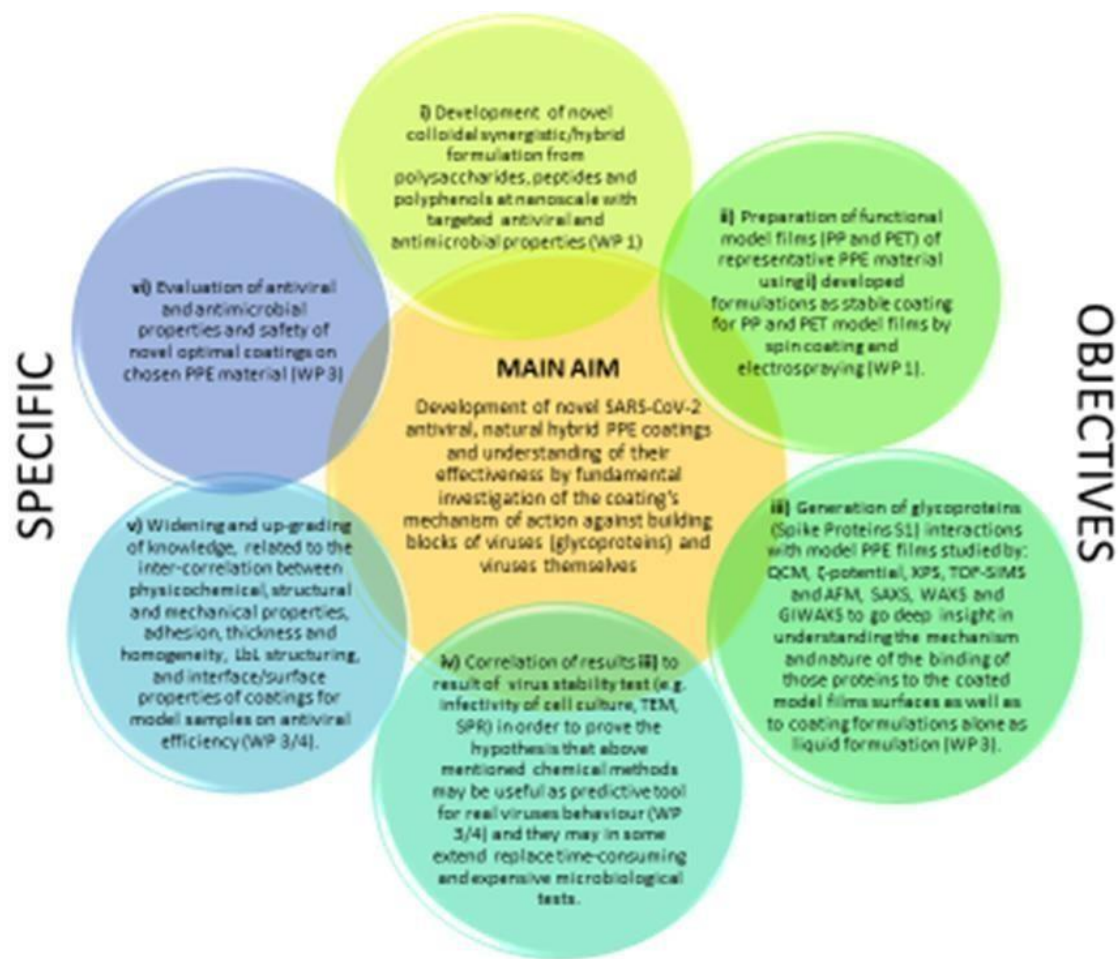 SPECIFIC
OBJECTIVES
i) Development of novel
colloidal synergistic/hybrid
formulation from
polysaccharides, peptides and
polyphenols at nanoscale with
targeted antiviral and
antimicrobial properties (WP 1)
ii) Preparation of functional
model films (PP and PET) of
representative PPE material
using i) developed
formulations as stable coating
for PP and PET model films by
spin coating and
electrospraying (WP 1).
iii) Generation of glycoproteins
(Spike Proteins S1) interactions
with model PPE films studied by:
QCM, ζ-potential, XPS, TOP-SIMS
and AFM, SAXS, WAXS and
GIWAXS to go deep insight in
understanding the mechanism
and nature of the binding of
those proteins to the coated
model films surfaces as well as
to coating formulations alone as
liquid formulation (WP 3).
iv) Correlation of results iii) to
result of virus stability test (e.g.
infectivity of cell culture, TEM,
SPR) in order to prove the
hypothesis that above
mentioned chemical methods
may be useful as predictive tool
for real viruses behaviour (WP
3/4) and they may in some
extend replace time-consuming
and expensive microbiological
tests.
v) Widening and up-grading
of knowledge, related to the
inter-correlation between
physicochemical, structural
and mechanical properties,
adhesion, thickness and
homogeneity, LbL structuring,
and interface/surface
properties of coatings for
model samples on antiviral
efficiency (WP 3/4).
vi) Evaluation of antiviral
and antimicrobial
properties and safety of
novel optimal coatings on
chosen PPE material (WP 3)
MAIN AIM
Development of novel SARS-CoV-2
antiviral, natural hybrid PPE coatings
and understanding of their
effectiveness by fundamental
investigation of the coating's
mechanism of action against building
blocks of viruses (glycoproteins) and
viruses themselves